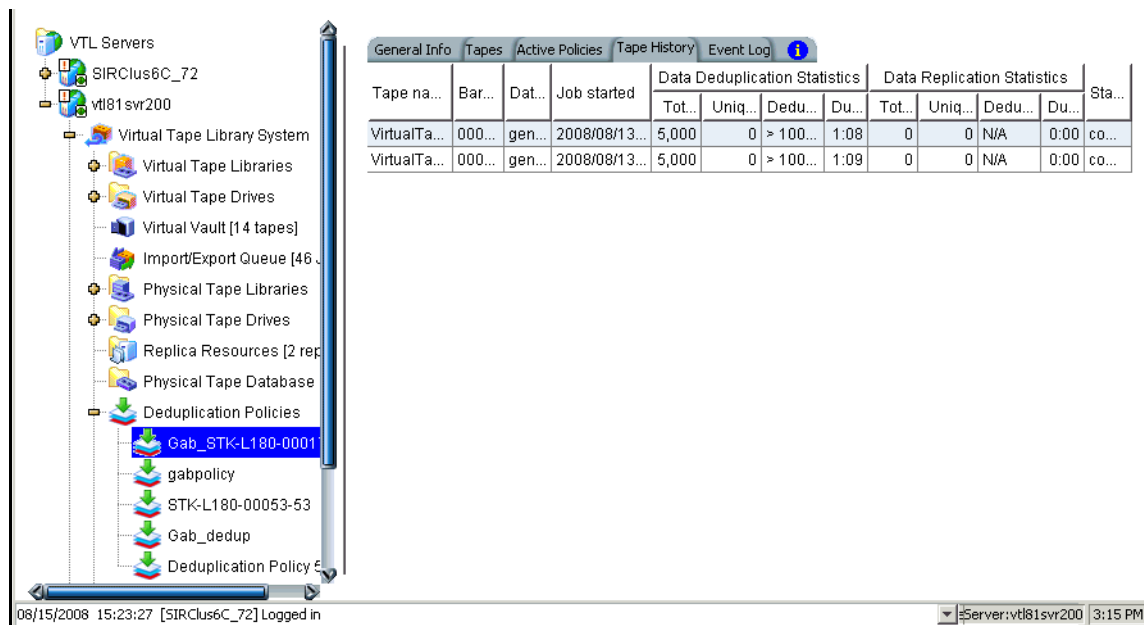 VTL Servers
SIRClus6C_72
vtl81svr200
Virtual Tape Library System
Virtual Tape Libraries
Virtual Tape Drives
Virtual Vault [14 tapes]
Import/Export Queue [46
Physical Tape Libraries
Physical Tape Drives
Replica Resources [2 rep
Physical Tape Database
Deduplication Policies
Gab_STK-L180-0001
gabpolicy
STK-L180-00053-53
Gab_dedup
Deduplication Policy 5
General Info Tapes Active Policies Tape History Event Log
Tape na... Bar... Dat... Job started Data Deduplication Statistics Data Replication Statistics Sta...
Tot... Uniq... Dedu... Du... Tot... Uniq... Dedu... Du...
VirtualTa... 000... gen... 2008/08/13... 5,000 0 > 100... 1:08 0 0 N/A 0:00 co...
VirtualTa... 000... gen... 2008/08/13... 5,000 0 > 100... 1:09 0 0 N/A 0:00 co...
08/15/2008 15:23:27 [SIRClus6C_72] Logged in
Server:vtl81svr200 3:15 PM